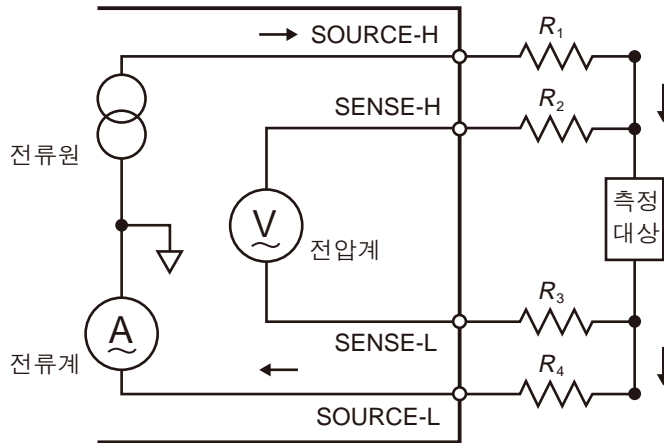 SOURCE-H
R1
SENSE-H
R2
전류원
측정
대상
V
전압계
R3
A
SENSE-L
전류계
R4
SOURCE-L